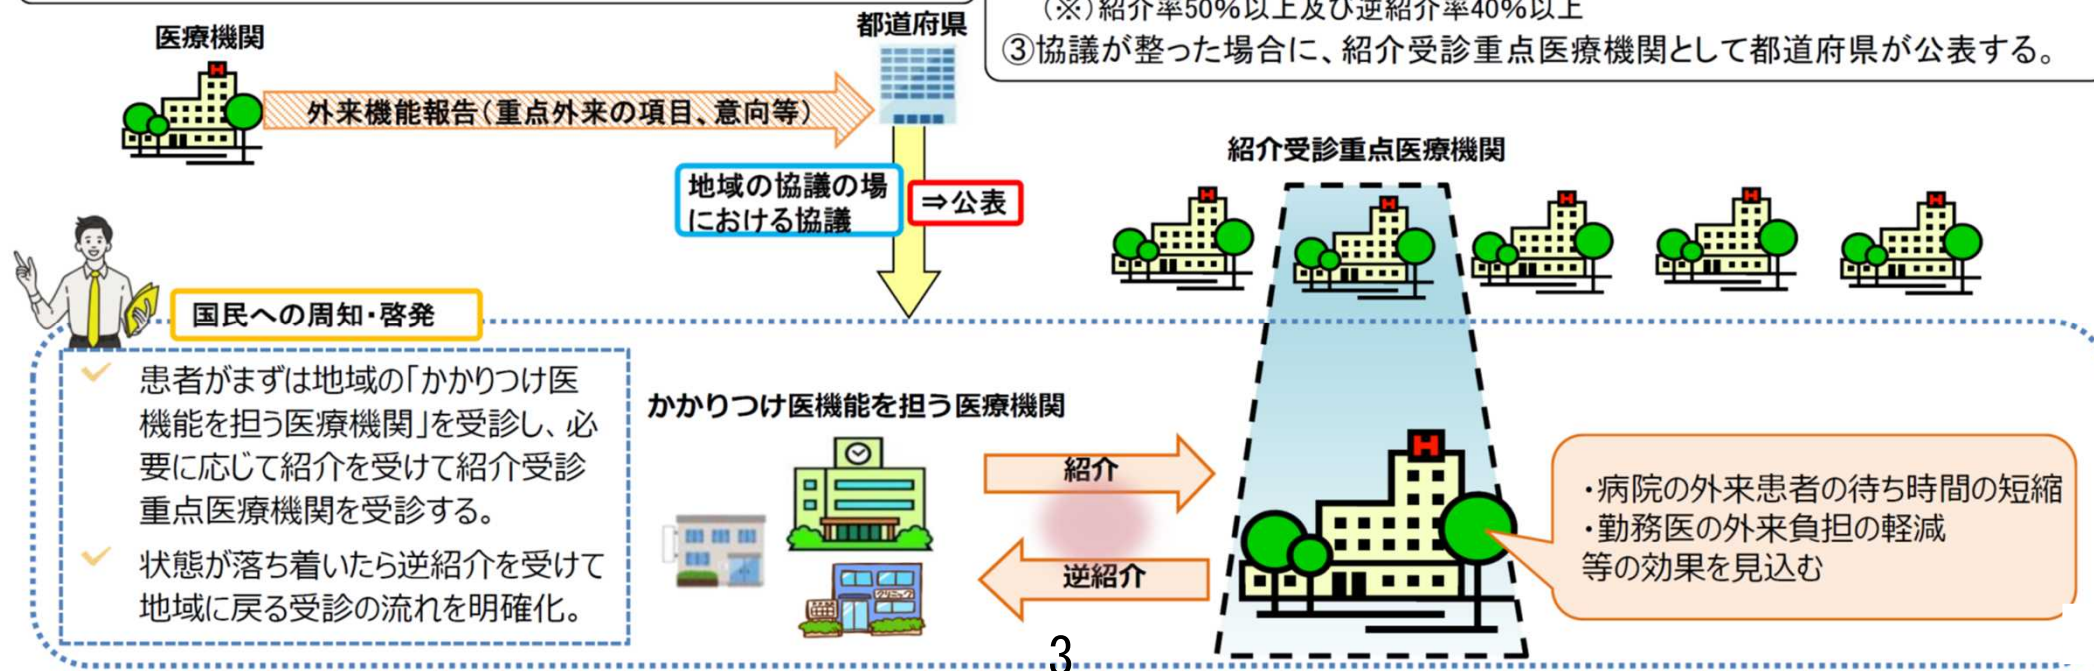 (※)紹介率50%以上及び逆紹介率40%以上
③協議が整った場合に、紹介受診重点医療機関として都道府県が公表する。
医療機関
都道府県
外来機能報告(重点外来の項目、意向等)
地域の協議の場
における協議
⇒公表
紹介受診重点医療機関
H
H
H
H
H
H
国民への周知・啓発
患者がまずは地域の「かかりつけ医
機能を担う医療機関」を受診し、必
要に応じて紹介を受けて紹介受診
重点医療機関を受診する。
状態が落ち着いたら逆紹介を受けて
地域に戻る受診の流れを明確化。
かかりつけ医機能を担う医療機関
クリニック
紹介
逆紹介
H
・病院の外来患者の待ち時間の短縮
・勤務医の外来負担の軽減
等の効果を見込む
3